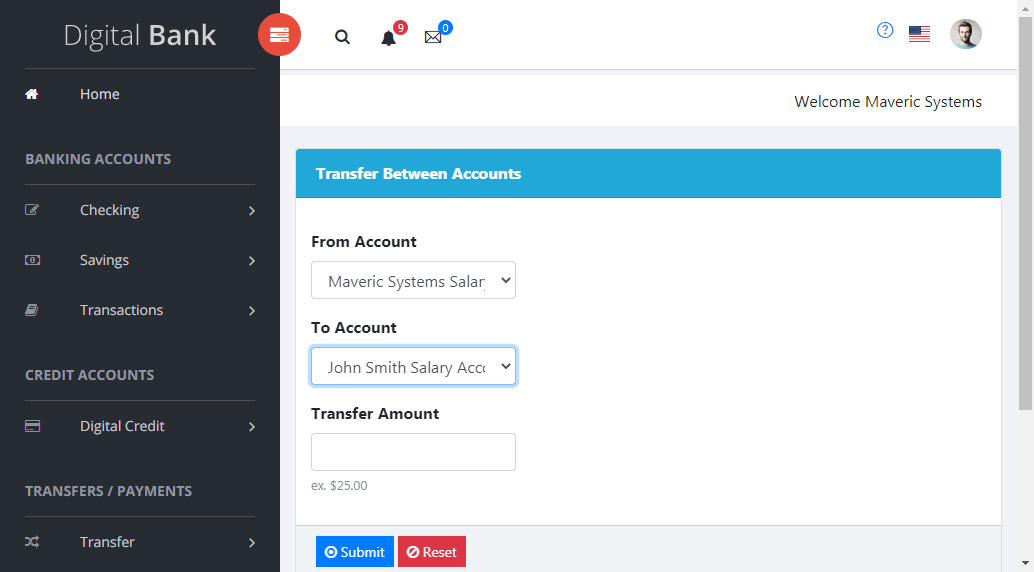 Digital Bank
9
0
?
Welcome Maveric Systems
Home
BANKING ACCOUNTS
Checking
Savings
Transactions
CREDIT ACCOUNTS
Digital Credit
TRANSFERS / PAYMENTS
Transfer
Transfer Between Accounts
From Account
Maveric Systems Salar
To Account
John Smith Salary Acc
Transfer Amount
ex. $25.00
Submit
Reset